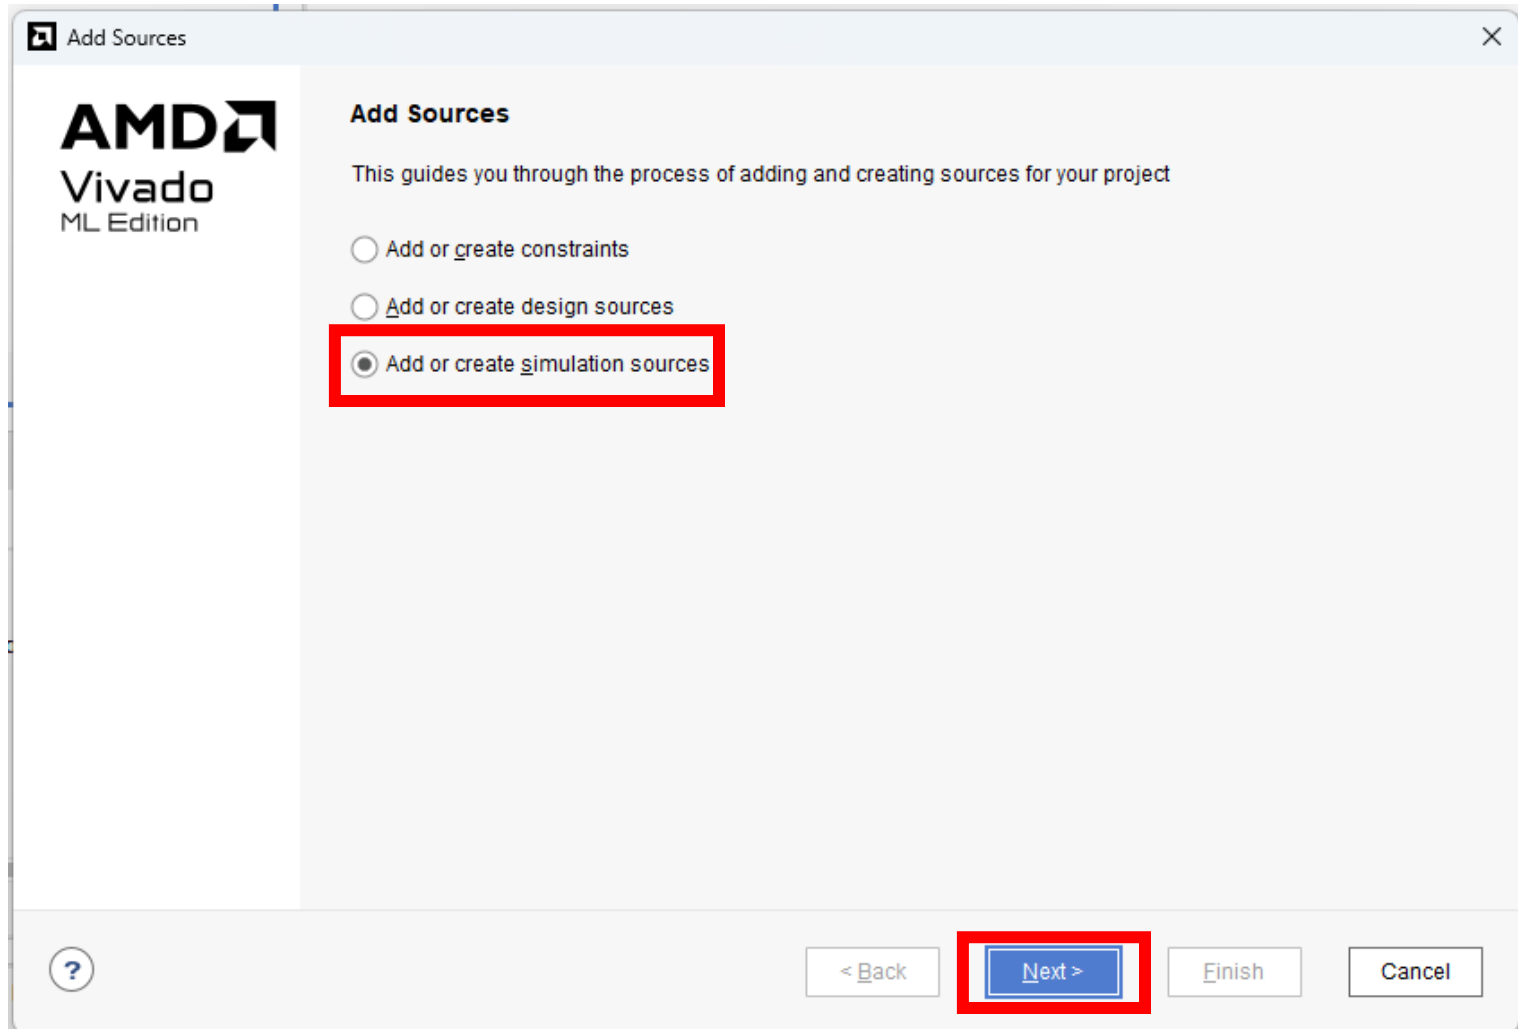 Add Sources
AMD
Vivado
ML Edition
Add Sources
This guides you through the process of adding and creating sources for your project
Add or create constraints
Add or create design sources
Add or create simulation sources
?
< Back
Next >
Finish
Cancel